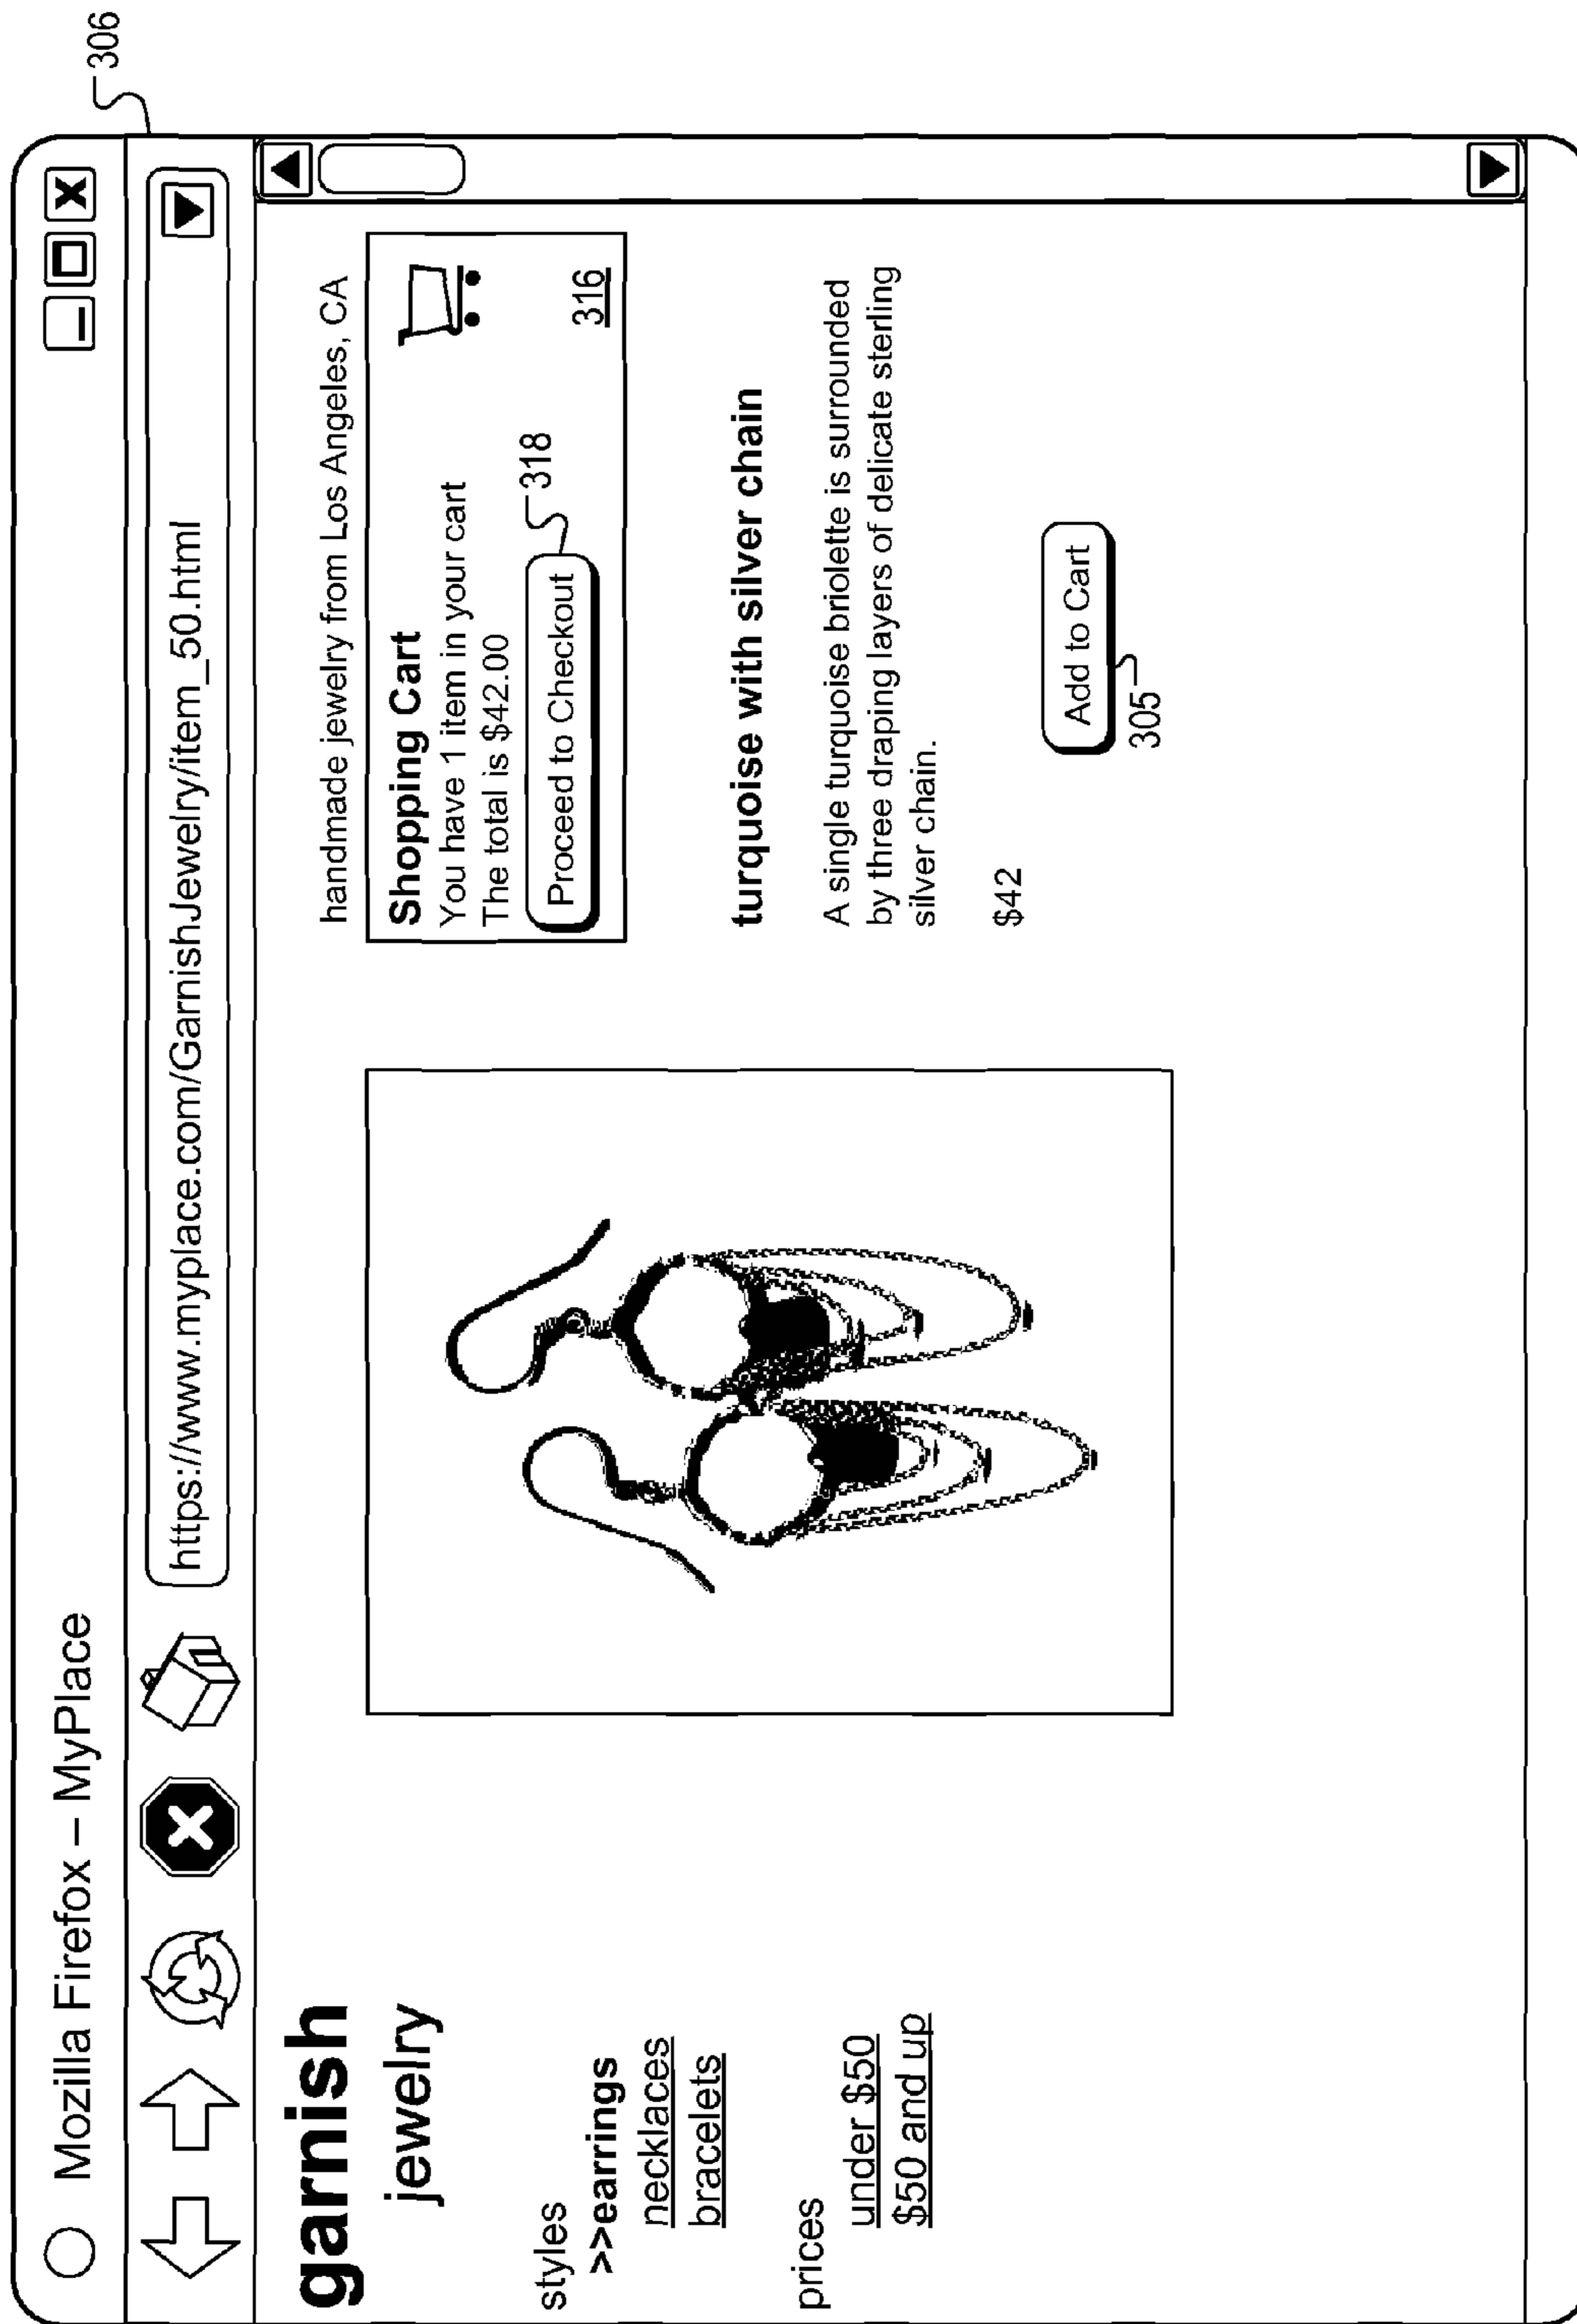 306
Mozilla Firefox – MyPlace
https://www.myplace.com/GarnishJewelry/item_50.html
garnish
jewelry
styles
>>earrings
necklaces
bracelets
prices
under $50
$50 and up
handmade jewelry from Los Angeles, CA
Shopping Cart
You have 1 item in your cart
The total is $42.00
Proceed to Checkout
318
316
turquoise with silver chain
A single turquoise briolette is surrounded
by three draping layers of delicate sterling
silver chain.
$42
Add to Cart
305